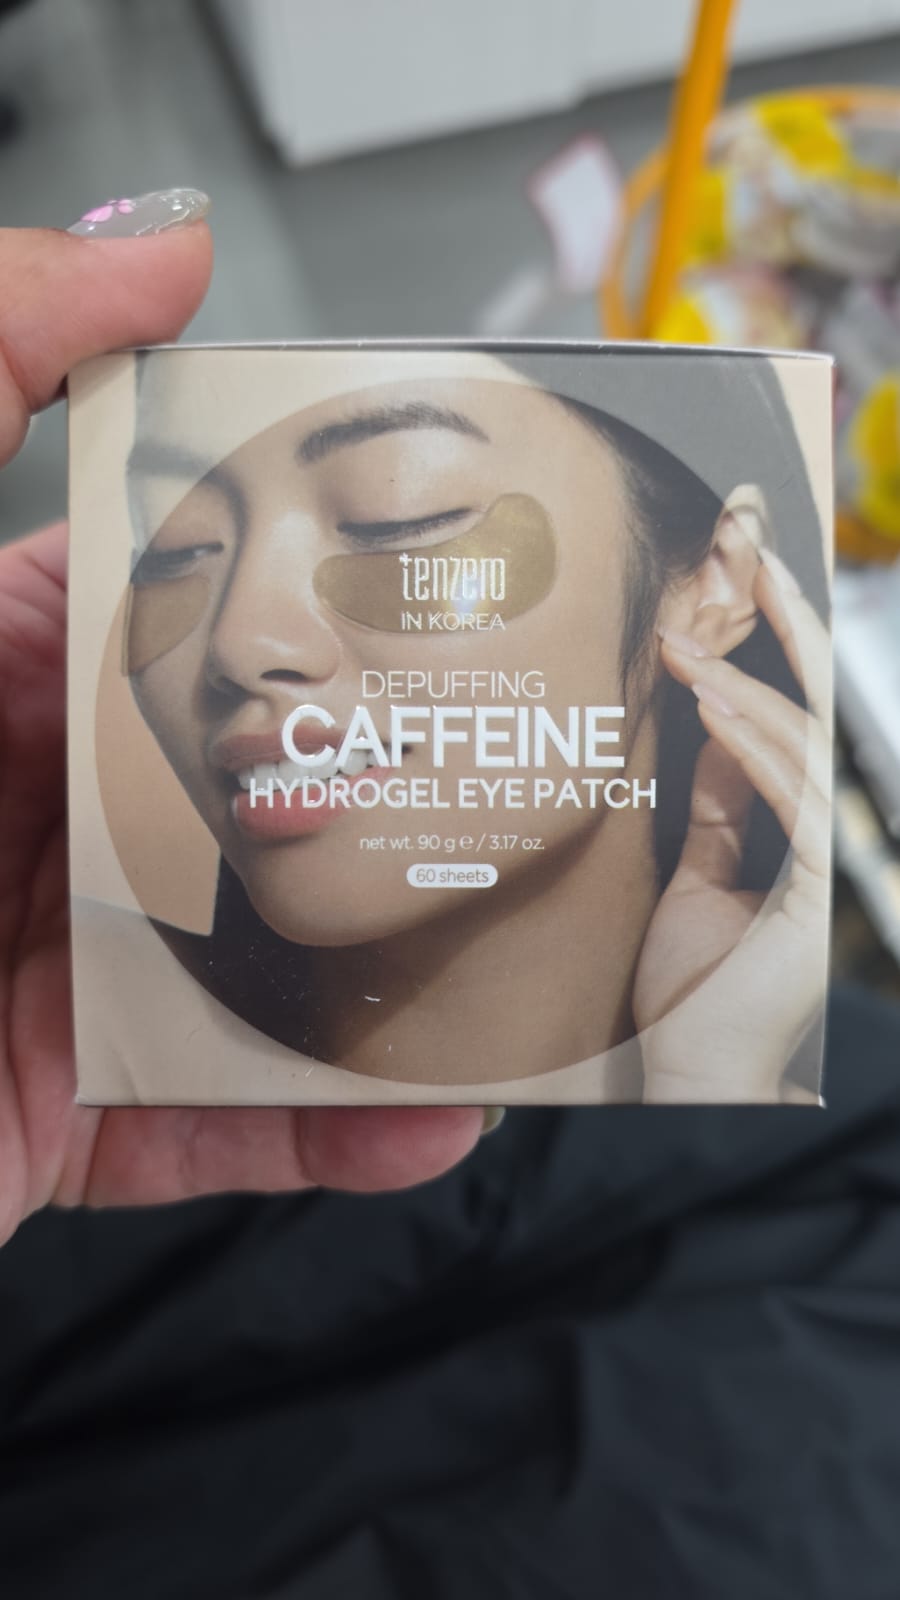 tenzero
IN KOREA
DEPUFFING
CAFFEINE
HYDROGEL EYE PATCH
net wt. 90 g ℮ / 3.17 oz.
60 sheets